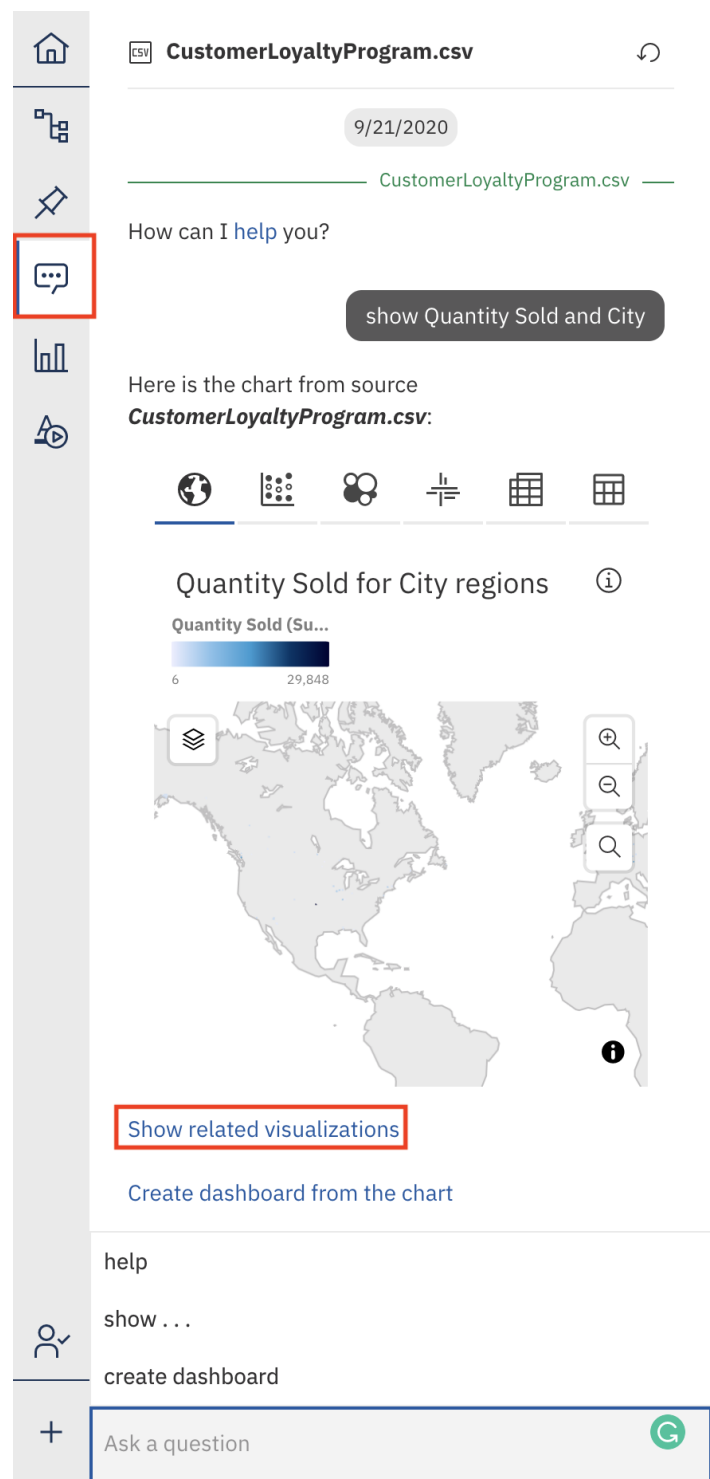 CSV CustomerLoyaltyProgram.csv
9/21/2020
CustomerLoyaltyProgram.csv
How can I help you?
show Quantity Sold and City
Here is the chart from source
CustomerLoyaltyProgram.csv:
Quantity Sold for City regions
Quantity Sold (Su...
6 29,848
Show related visualizations
Create dashboard from the chart
help
show . . .
create dashboard
Ask a question